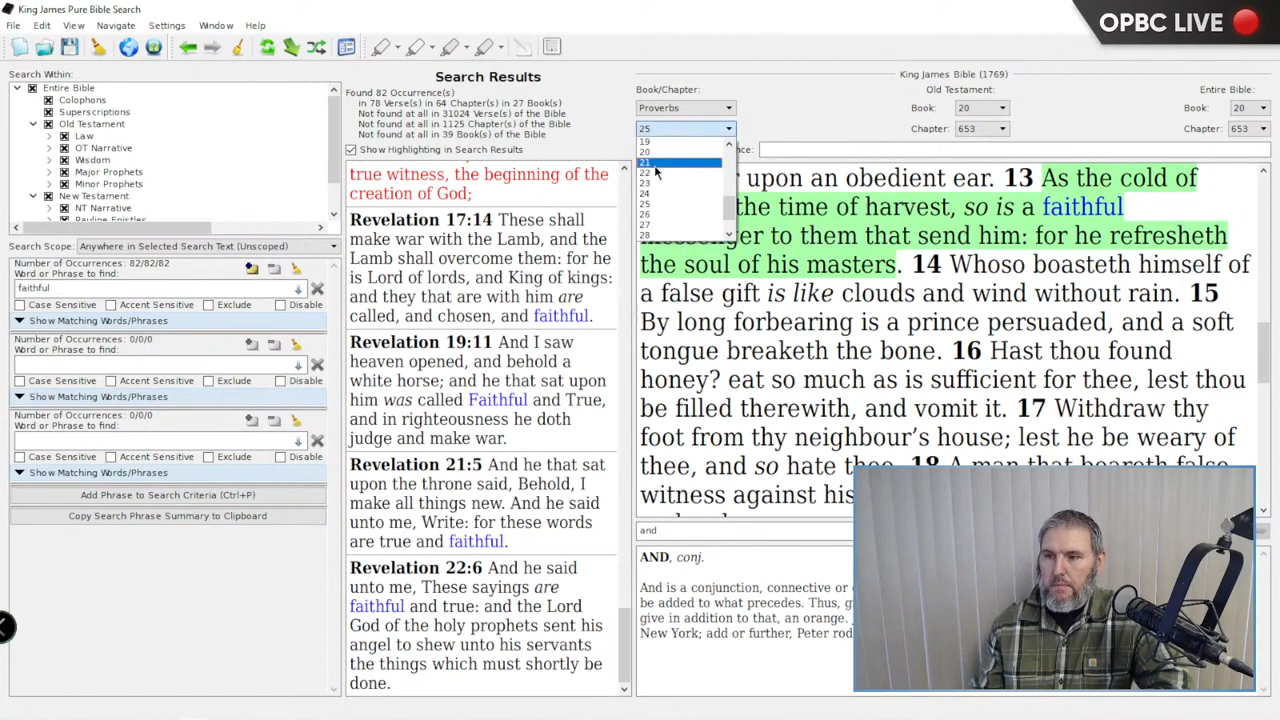 King James Pure Bible Search
OPBC LIVE
File Edit View Navigate Settings Window Help
Search Within:
Entire Bible
Colophons
Superscriptions
Old Testament
Law
OT Narrative
Wisdom
Major Prophets
Minor Prophets
New Testament
NT Narrative
Pauline Epistles
Search Scope: Anywhere in Selected Search Text (Unscoped)
Number of Occurrences: 82/82/82
Word or Phrase to find:
faithful
Case Sensitive Accent Sensitive Exclude Disable
Show Matching Words/Phrases
Number of Occurrences: 0/0/0
Word or Phrase to find:
Case Sensitive Accent Sensitive Exclude Disable
Show Matching Words/Phrases
Number of Occurrences: 0/0/0
Word or Phrase to find:
Case Sensitive Accent Sensitive Exclude Disable
Show Matching Words/Phrases
Add Phrase to Search Criteria (Ctrl+P)
Copy Search Phrase Summary to Clipboard
Search Results
Found 82 Occurrence(s)
in 78 Verse(s) in 64 Chapter(s) in 27 Book(s)
Not found at all in 31024 Verse(s) of the Bible
Not found at all in 1125 Chapter(s) of the Bible
Not found at all in 39 Book(s) of the Bible
Show Highlighting in Search Results
true witness, the beginning of the
creation of God;
Revelation 17:14 These shall
make war with the Lamb, and the
Lamb shall overcome them: for he
is Lord of lords, and King of kings:
and they that are with him are
called, and chosen, and faithful.
Revelation 19:11 And I saw
heaven opened, and behold a
white horse; and he that sat upon
him was called Faithful and True,
and in righteousness he doth
judge and make war.
Revelation 21:5 And he that sat
upon the throne said, Behold, I
make all things new. And he said
unto me, Write: for these words
are true and faithful.
Revelation 22:6 And he said
unto me, These sayings are
faithful and true: and the Lord
God of the holy prophets sent his
angel to shew unto his servants
the things which must shortly be
done.
King James Bible (1769)
Book/Chapter: Old Testament Entire Bible:
Proverbs Book: 20 Book: 20
25 Chapter: 653 Chapter: 653
19
20
21
22
23
24
25
26
27
28
nce:
upon an obedient ear. 13 As the cold of
the time of harvest, so is a faithful
messenger to them that send him: for he refresheth
the soul of his masters. 14 Whoso boasteth himself of
a false gift is like clouds and wind without rain. 15
By long forbearing is a prince persuaded, and a soft
tongue breaketh the bone. 16 Hast thou found
honey? eat so much as is sufficient for thee, lest thou
be filled therewith, and vomit it. 17 Withdraw thy
foot from thy neighbour's house; lest he be weary of
thee, and so hate thee. 18 A man that beareth false
witness against his
and
AND, conj.
And is a conjunction, connective or
be added to what precedes. Thus,
give in addition to that, an orange.
New York; add or further, Peter rod